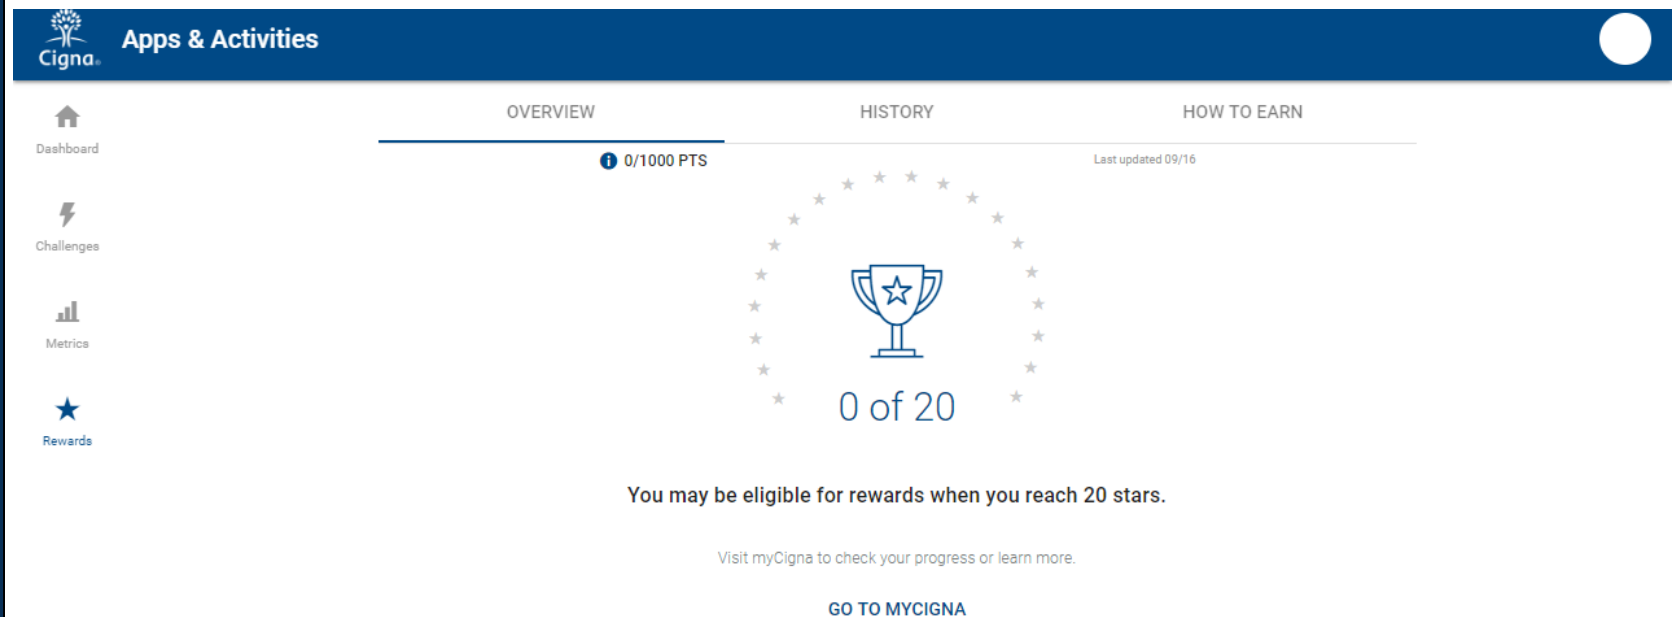 Cigna.
Apps & Activities
OVERVIEW
HISTORY
HOW TO EARN
Dashboard
Challenges
Metrics
Rewards
0/1000 PTS
Last updated 09/16
0 of 20
You may be eligible for rewards when you reach 20 stars.
Visit myCigna to check your progress or learn more.
GO TO MYCIGNA